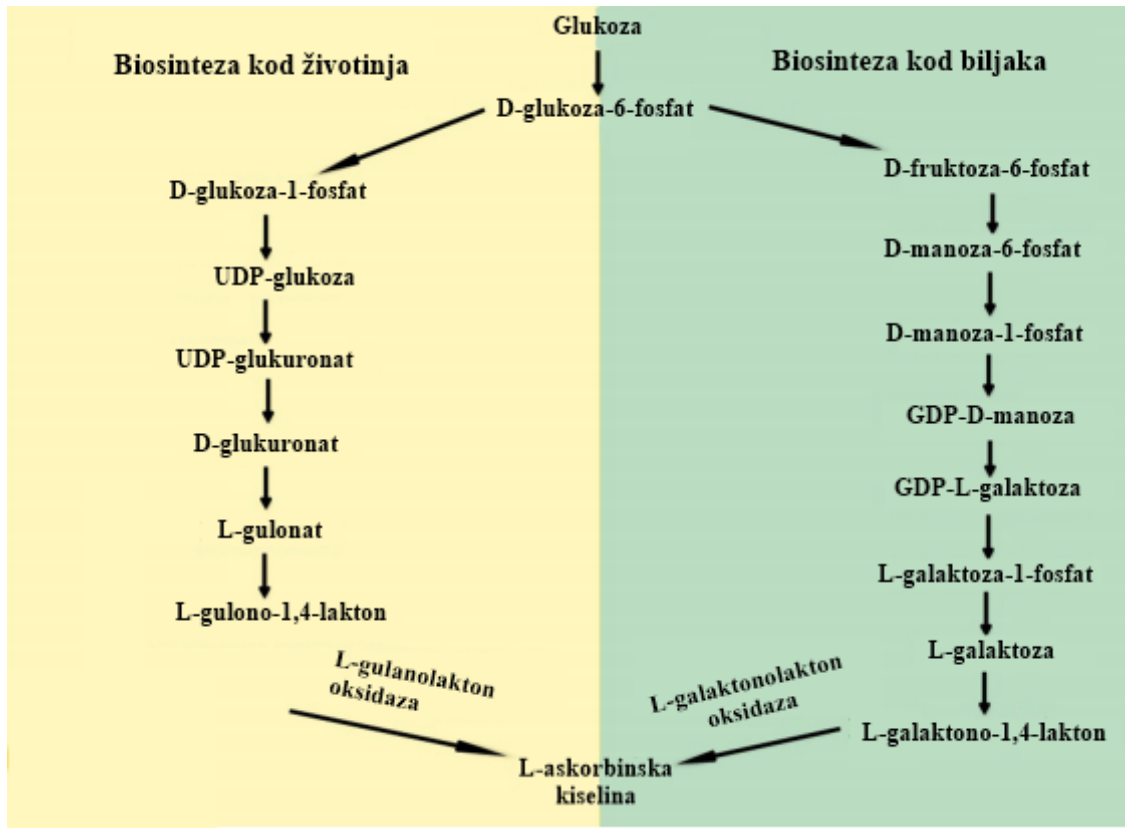 Glukoza
Biosinteza kod životinja
Biosinteza kod biljaka
D-glukoza-6-fosfat
D-glukoza-1-fosfat
UDP-glukoza
UDP-glukuronat
D-glukuronat
L-gulonat
L-gulono-1,4-lakton
L-gulanolakton
oksidaza
D-fruktoza-6-fosfat
D-manoza-6-fosfat
D-manoza-1-fosfat
GDP-D-manoza
GDP-L-galaktoza
L-galaktoza-1-fosfat
L-galaktoza
L-galaktono-1,4-lakton
L-galaktonolakton
oksidaza
L-askorbinska
kiselina